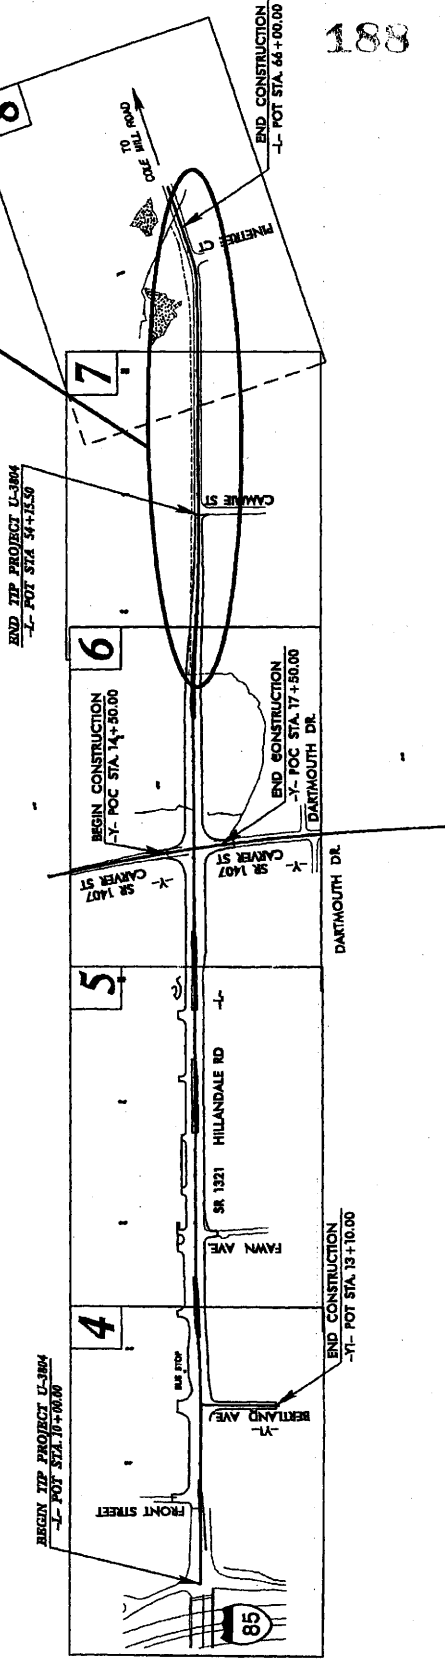 188
8
END CONSTRUCTION
-L- POT STA. 66+00.00
TO
COLE MILL ROAD
PINETREE CT
7
END TIP PROJECT U-3804
-L- POT STA 54+15.50
CAMMIE ST
6
BEGIN CONSTRUCTION
-Y- POC STA. 14+50.00
END CONSTRUCTION
-Y- POC STA. 17+50.00
DARTMOUTH DR.
SR 1407
CARVER ST
-Y-
SR 1407
CARVER ST
-Y-
DARTMOUTH DR.
5
-L-
SR 1321 HILLANDALE RD
FAWN AVE
4
BUS STOP
END CONSTRUCTION
-Y1- POT STA. 13+10.00
BERTLAND AVE
-Y1-
FRONT STREET
BEGIN TIP PROJECT U-3804
-L- POT STA. 10+00.00
85